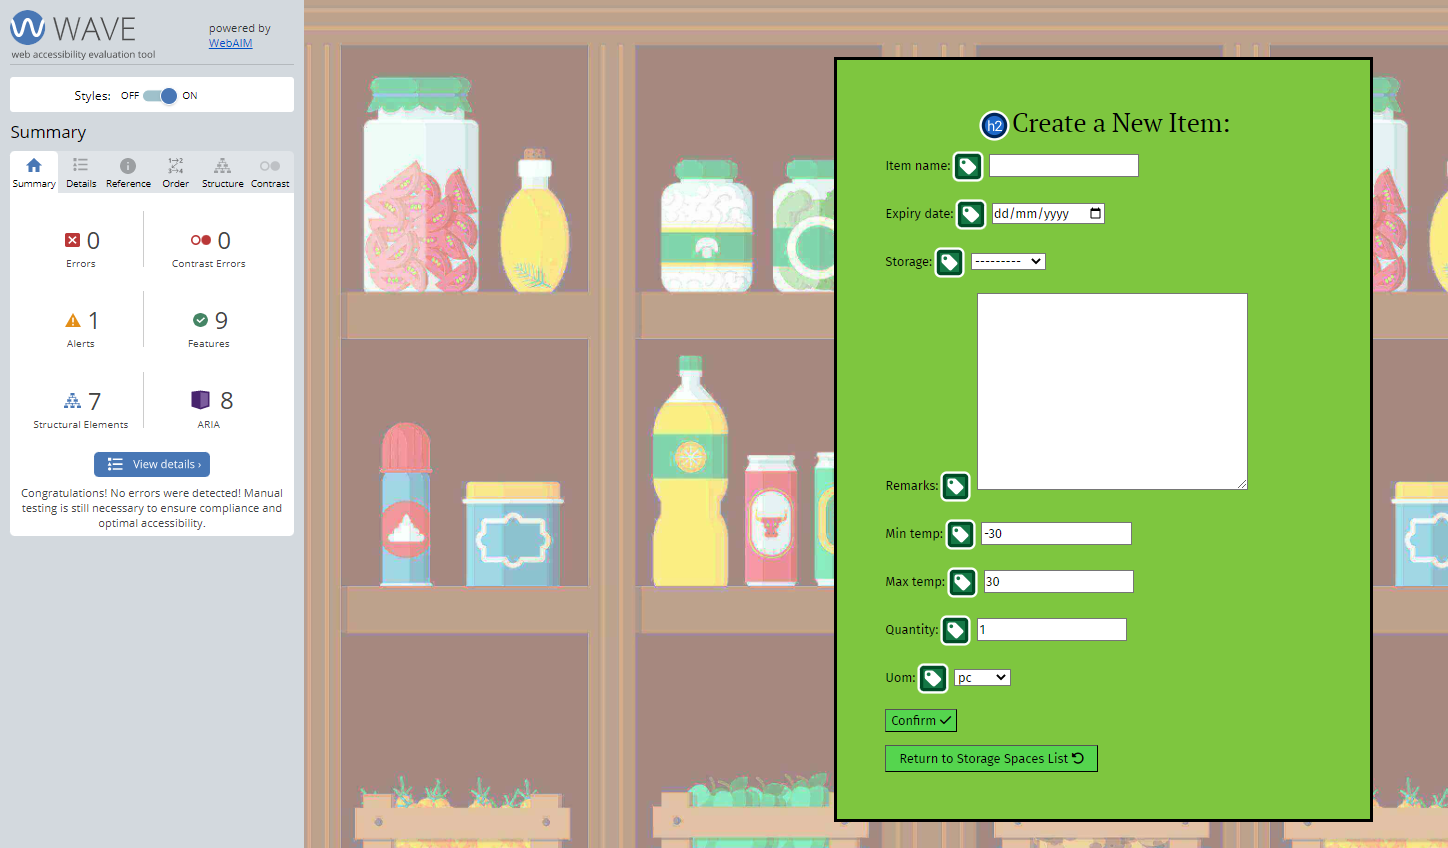 WAVE
web accessibility evaluation tool
powered by
WebAIM
Styles: OFF ON
Summary
Summary Details Reference Order Structure Contrast
0 0
Errors Contrast Errors
1 9
Alerts Features
7 8
Structural Elements ARIA
View details ›
Congratulations! No errors were detected! Manual
testing is still necessary to ensure compliance and
optimal accessibility.
h2 Create a New Item:
Item name:
Expiry date: dd/mm/yyyy
Storage: ---------
Remarks:
Min temp: -30
Max temp: 30
Quantity: 1
Uom: pc
Confirm
Return to Storage Spaces List